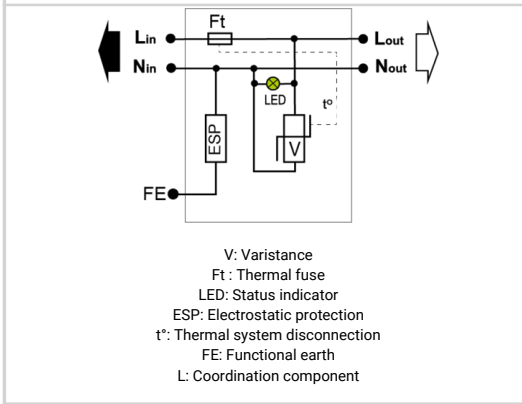 Ft
Lin Lout
Nin Nout
LED
t°
ESP
V
FE
V: Varistance
Ft : Thermal fuse
LED: Status indicator
ESP: Electrostatic protection
t°: Thermal system disconnection
FE: Functional earth
L: Coordination component